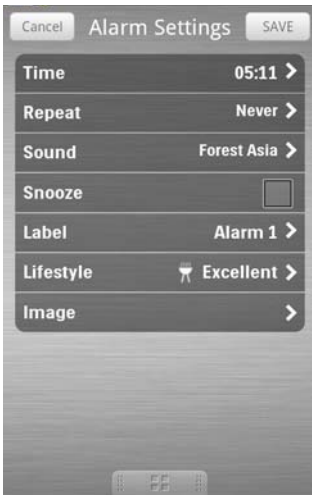 Cancel Alarm Settings SAVE
Time 05:11
Repeat Never
Sound Forest Asia
Snooze
Label Alarm 1
Lifestyle Excellent
Image